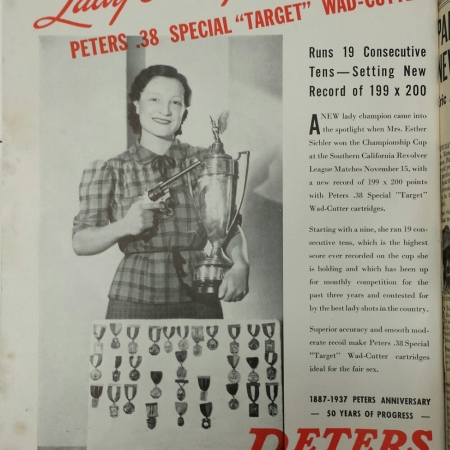 Lady
PETERS .38 SPECIAL "TARGET" WAD-CUTTE
Runs 19 Consecutive
Tens—Setting New
Record of 199 x 200
A NEW lady champion came into
the spotlight when Mrs. Esther
Sichler won the Championship Cup
at the Southern California Revolver
League Matches November 15, with
a new record of 199 x 200 points
with Peters .38 Special "Target"
Wad-Cutter cartridges.
Starting with a nine, she ran 19 con-
secutive tens, which is the highest
score ever recorded on the cup she
is holding and which has been up
for monthly competition for the
past three years and contested for
by the best lady shots in the country.
Superior accuracy and smooth mod-
erate recoil make Peters .38 Special
"Target" Wad-Cutter cartridges
ideal for the fair sex.
1887-1937 PETERS ANNIVERSARY
— 50 YEARS OF PROGRESS —
PETERS